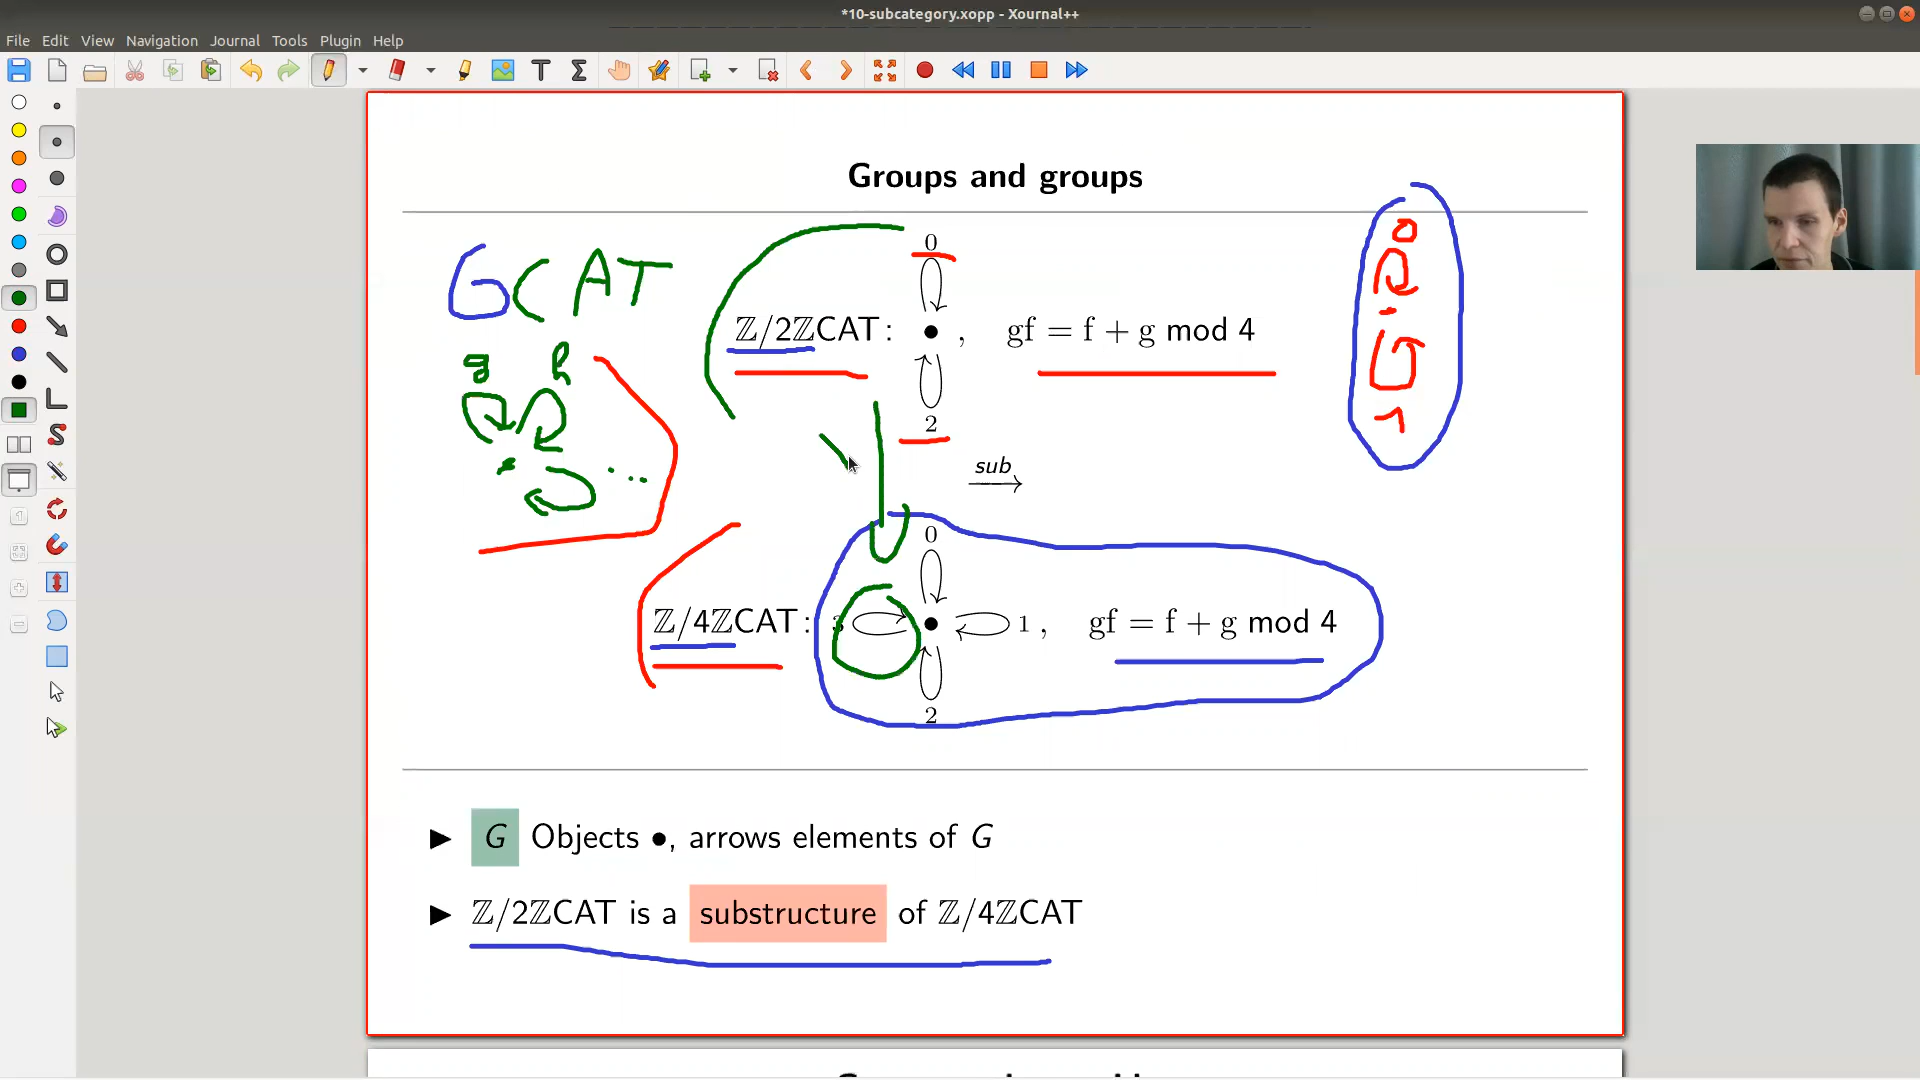 *10-subcategory.xopp - Xournal++
File Edit View Navigation Journal Tools Plugin Help
Groups and groups
GCAT
g h
...
0
ℤ/2ℤCAT: •, gf = f + g mod 4
2
0
1
sub
→
0
ℤ/4ℤCAT: 3 • 1, gf = f + g mod 4
2
► G Objects •, arrows elements of G
► ℤ/2ℤCAT is a substructure of ℤ/4ℤCAT